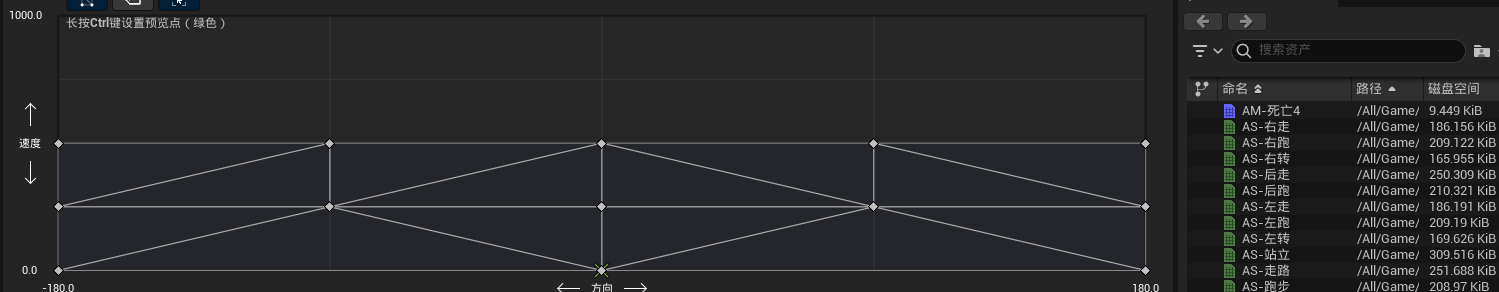 1000.0
长按Ctrl键设置预览点（绿色）
速度
0.0
-180.0
方向
180.0
搜索资产
命名 路径 磁盘空间
AM-死亡4 /All/Game/ 9.449 KiB
AS-右走 /All/Game/ 186.156 KiB
AS-右跑 /All/Game/ 209.122 KiB
AS-右转 /All/Game/ 165.955 KiB
AS-后走 /All/Game/ 250.309 KiB
AS-后跑 /All/Game/ 210.321 KiB
AS-左走 /All/Game/ 186.191 KiB
AS-左跑 /All/Game/ 209.19 KiB
AS-左转 /All/Game/ 169.626 KiB
AS-站立 /All/Game/ 309.516 KiB
AS-走路 /All/Game/ 251.688 KiB
AS-跑步 /All/Game/ 208.97 KiB